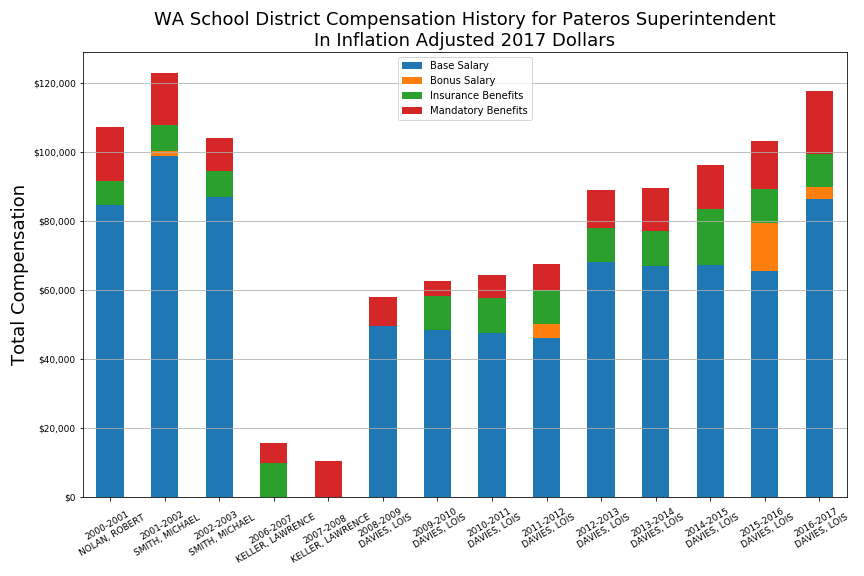 WA School District Compensation History for Pateros Superintendent
In Inflation Adjusted 2017 Dollars
Base Salary
Bonus Salary
Insurance Benefits
Mandatory Benefits
Total Compensation
$120,000
$100,000
$80,000
$60,000
$40,000
$20,000
$0
2000-2001
NOLAN, ROBERT
2001-2002
SMITH, MICHAEL
2002-2003
SMITH, MICHAEL
2006-2007
KELLER, LAWRENCE
2007-2008
KELLER, LAWRENCE
2008-2009
DAVIES, LOIS
2009-2010
DAVIES, LOIS
2010-2011
DAVIES, LOIS
2011-2012
DAVIES, LOIS
2012-2013
DAVIES, LOIS
2013-2014
DAVIES, LOIS
2014-2015
DAVIES, LOIS
2015-2016
DAVIES, LOIS
2016-2017
DAVIES, LOIS